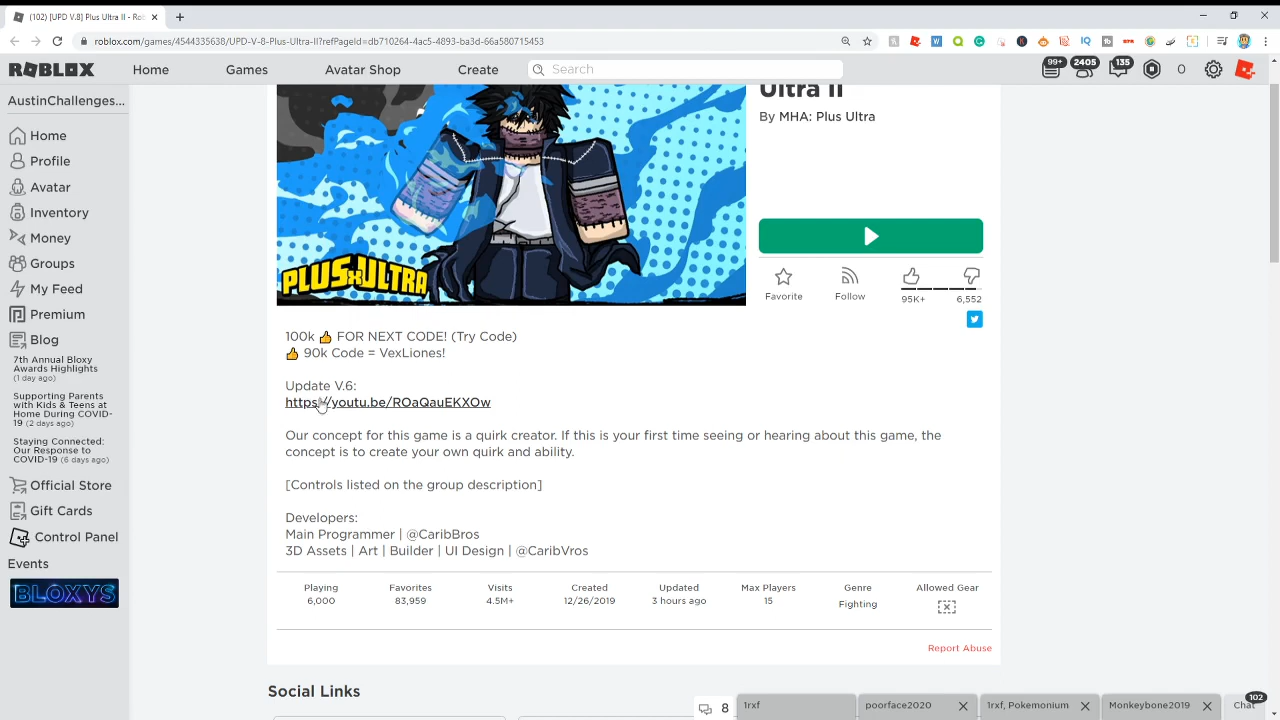 (102) [UPD V.8] Plus Ultra II - Rob
roblox.com/games/4544335638/UPD-V-8-Plus-Ultra-II?refPageId=db710264-4ac5-4893-ba3d-66a580715453
ROBLOX Home Games Avatar Shop Create Search 99+ 2405 135 0
AustinChallenges...
Home
Profile
Avatar
Inventory
Money
Groups
My Feed
Premium
Blog
7th Annual Bloxy
Awards Highlights
(1 day ago)
Supporting Parents
with Kids & Teens at
Home During COVID-
19 (2 days ago)
Staying Connected:
Our Response to
COVID-19 (6 days ago)
Official Store
Gift Cards
Control Panel
Events
BLOXYS
PLUS ULTRA
Ultra II
By MHA: Plus Ultra
Favorite Follow 95K+ 6,552
100k 👍 FOR NEXT CODE! (Try Code)
👍 90k Code = VexLiones!
Update V.6:
https://youtu.be/ROaQauEKXOw
Our concept for this game is a quirk creator. If this is your first time seeing or hearing about this game, the
concept is to create your own quirk and ability.
[Controls listed on the group description]
Developers:
Main Programmer | @CaribBros
3D Assets | Art | Builder | UI Design | @CaribVros
Playing Favorites Visits Created Updated Max Players Genre Allowed Gear
6,000 83,959 4.5M+ 12/26/2019 3 hours ago 15 Fighting
Report Abuse
Social Links
8 1rxf poorface2020 1rxf, Pokemonium Monkeybone2019 Chat 102